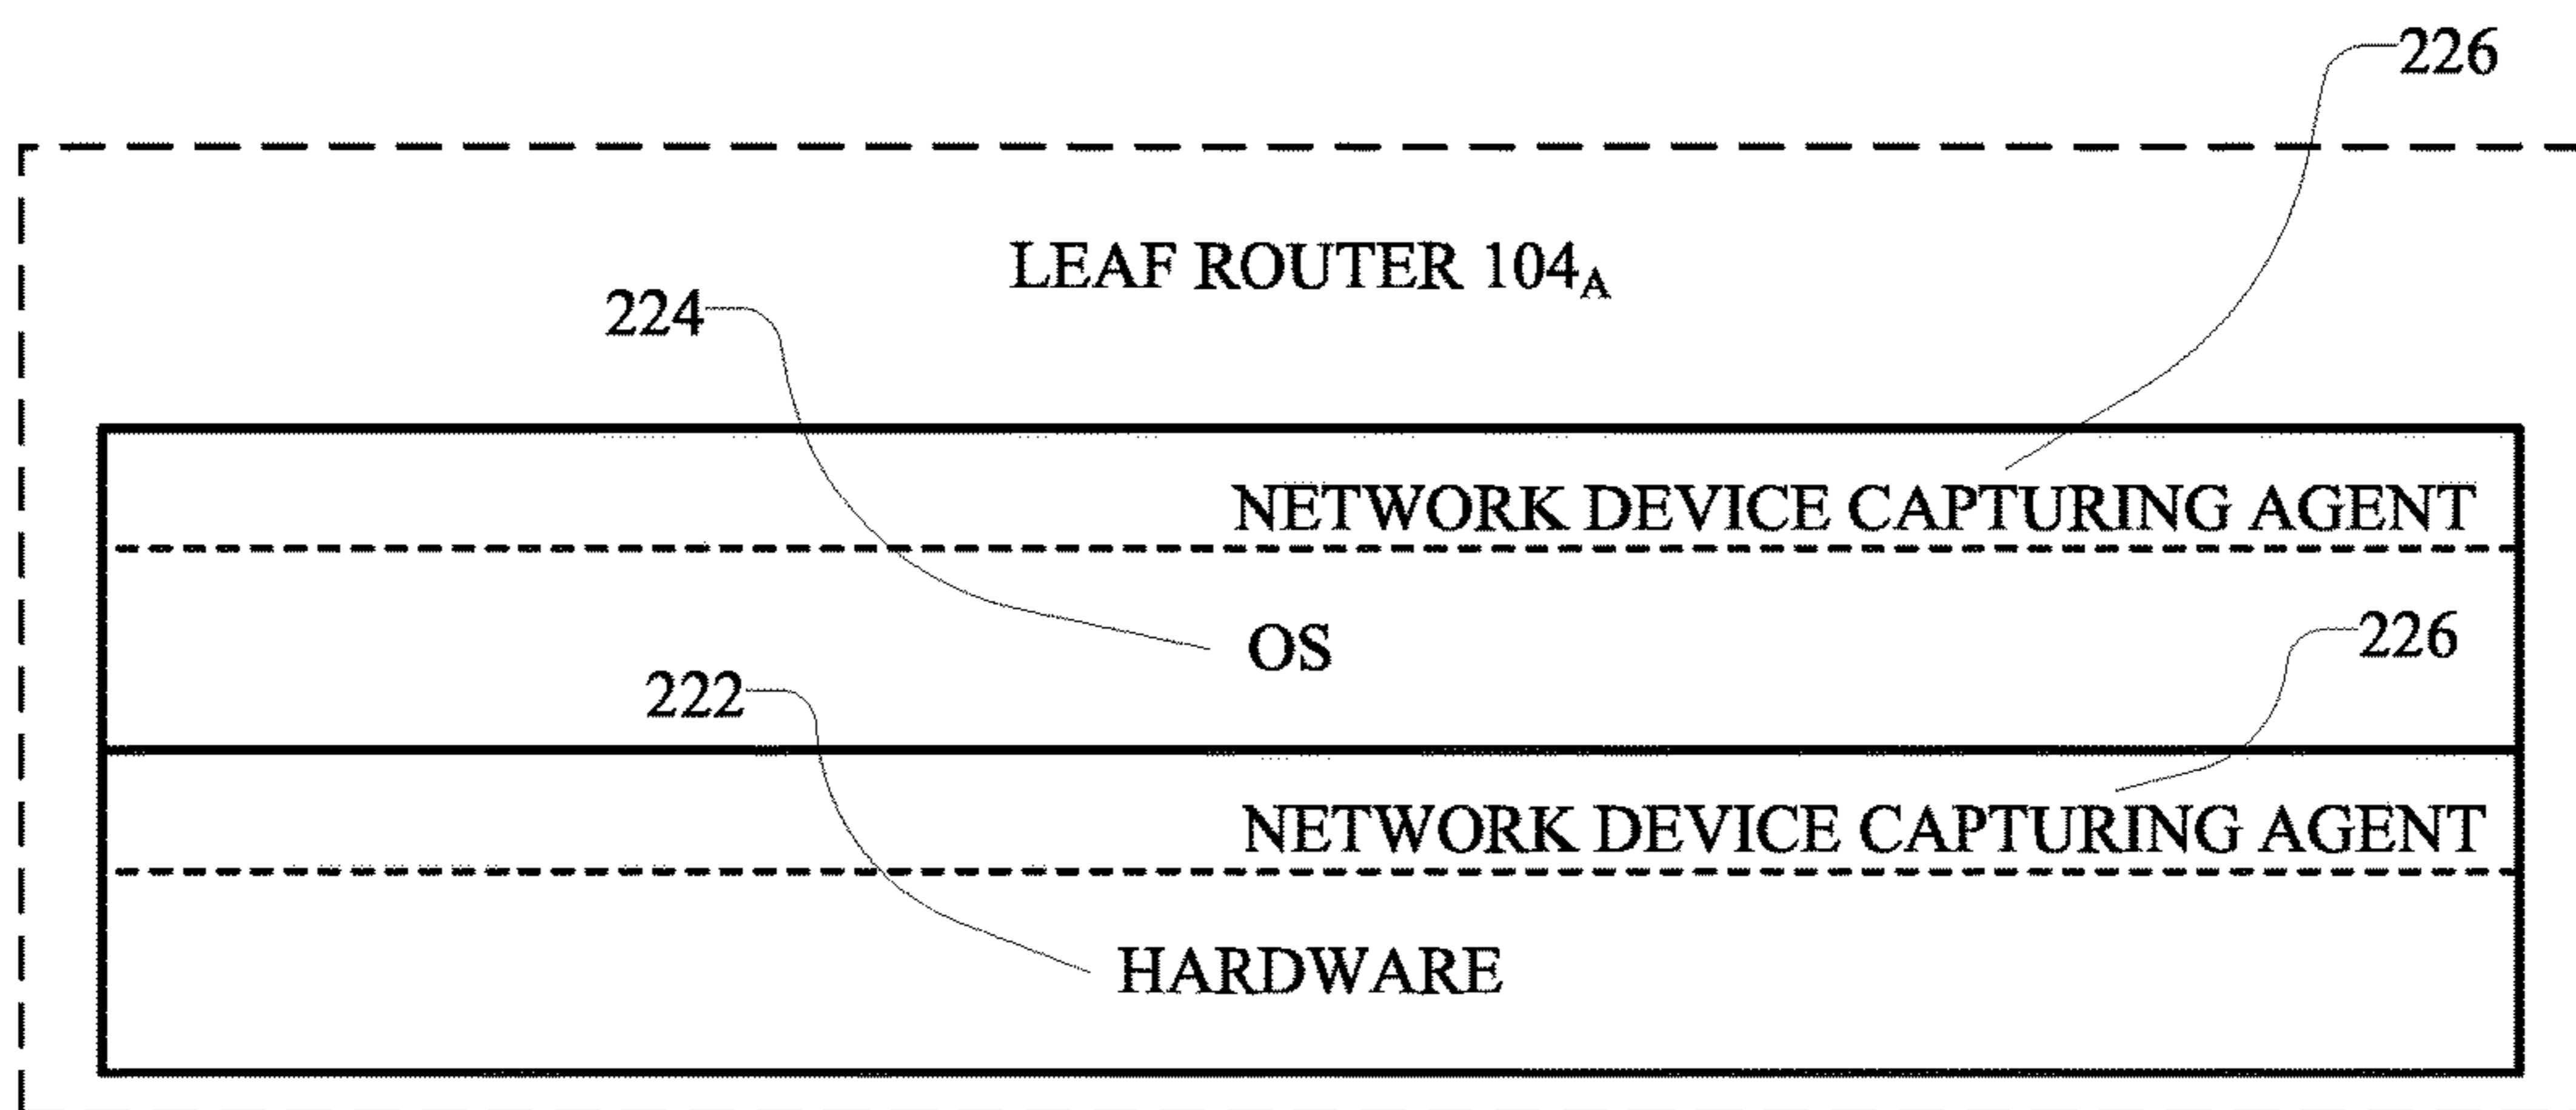 226
LEAF ROUTER 104A
224
NETWORK DEVICE CAPTURING AGENT
OS
226
222
NETWORK DEVICE CAPTURING AGENT
HARDWARE